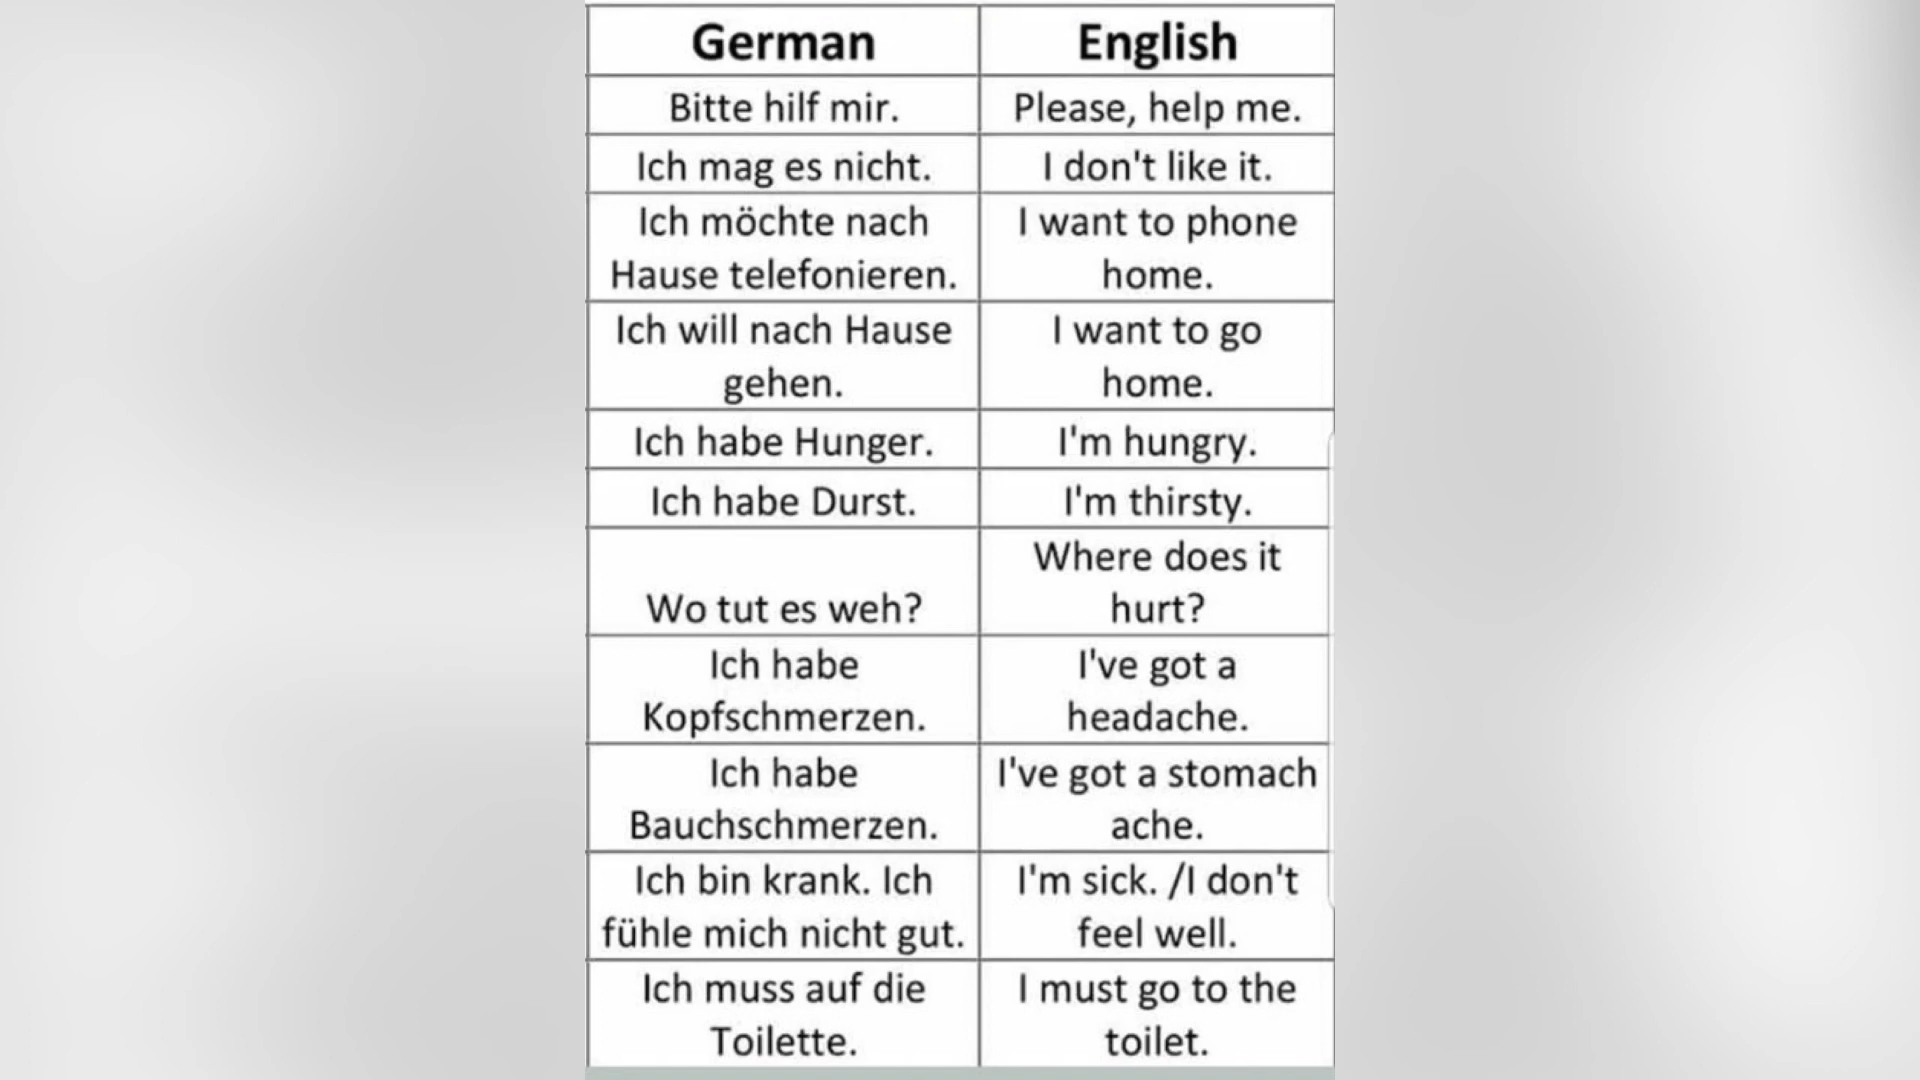 German English
Bitte hilf mir. Please, help me.
Ich mag es nicht. I don't like it.
Ich möchte nach I want to phone
Hause telefonieren. home.
Ich will nach Hause I want to go
gehen. home.
Ich habe Hunger. I'm hungry.
Ich habe Durst. I'm thirsty.
Where does it
Wo tut es weh? hurt?
Ich habe I've got a
Kopfschmerzen. headache.
Ich habe I've got a stomach
Bauchschmerzen. ache.
Ich bin krank. Ich I'm sick. /I don't
fühle mich nicht gut. feel well.
Ich muss auf die I must go to the
Toilette. toilet.